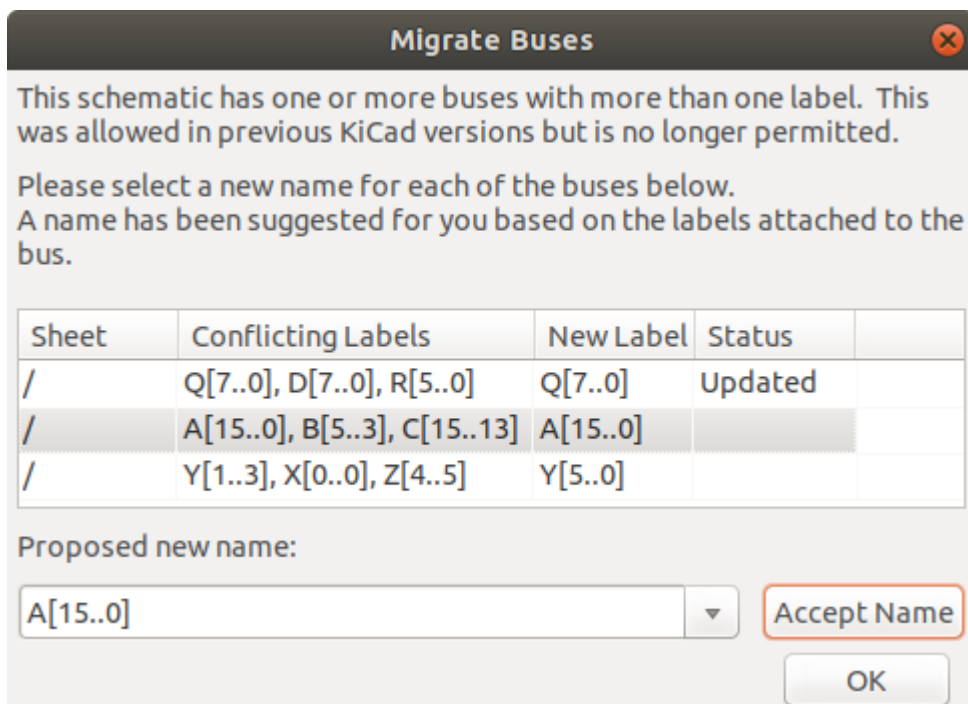 Migrate Buses
This schematic has one or more buses with more than one label.  This
was allowed in previous KiCad versions but is no longer permitted.
Please select a new name for each of the buses below.
A name has been suggested for you based on the labels attached to the
bus.
Sheet Conflicting Labels New Label Status
/ Q[7..0], D[7..0], R[5..0] Q[7..0] Updated
/ A[15..0], B[5..3], C[15..13] A[15..0]
/ Y[1..3], X[0..0], Z[4..5] Y[5..0]
Proposed new name:
A[15..0] Accept Name
OK